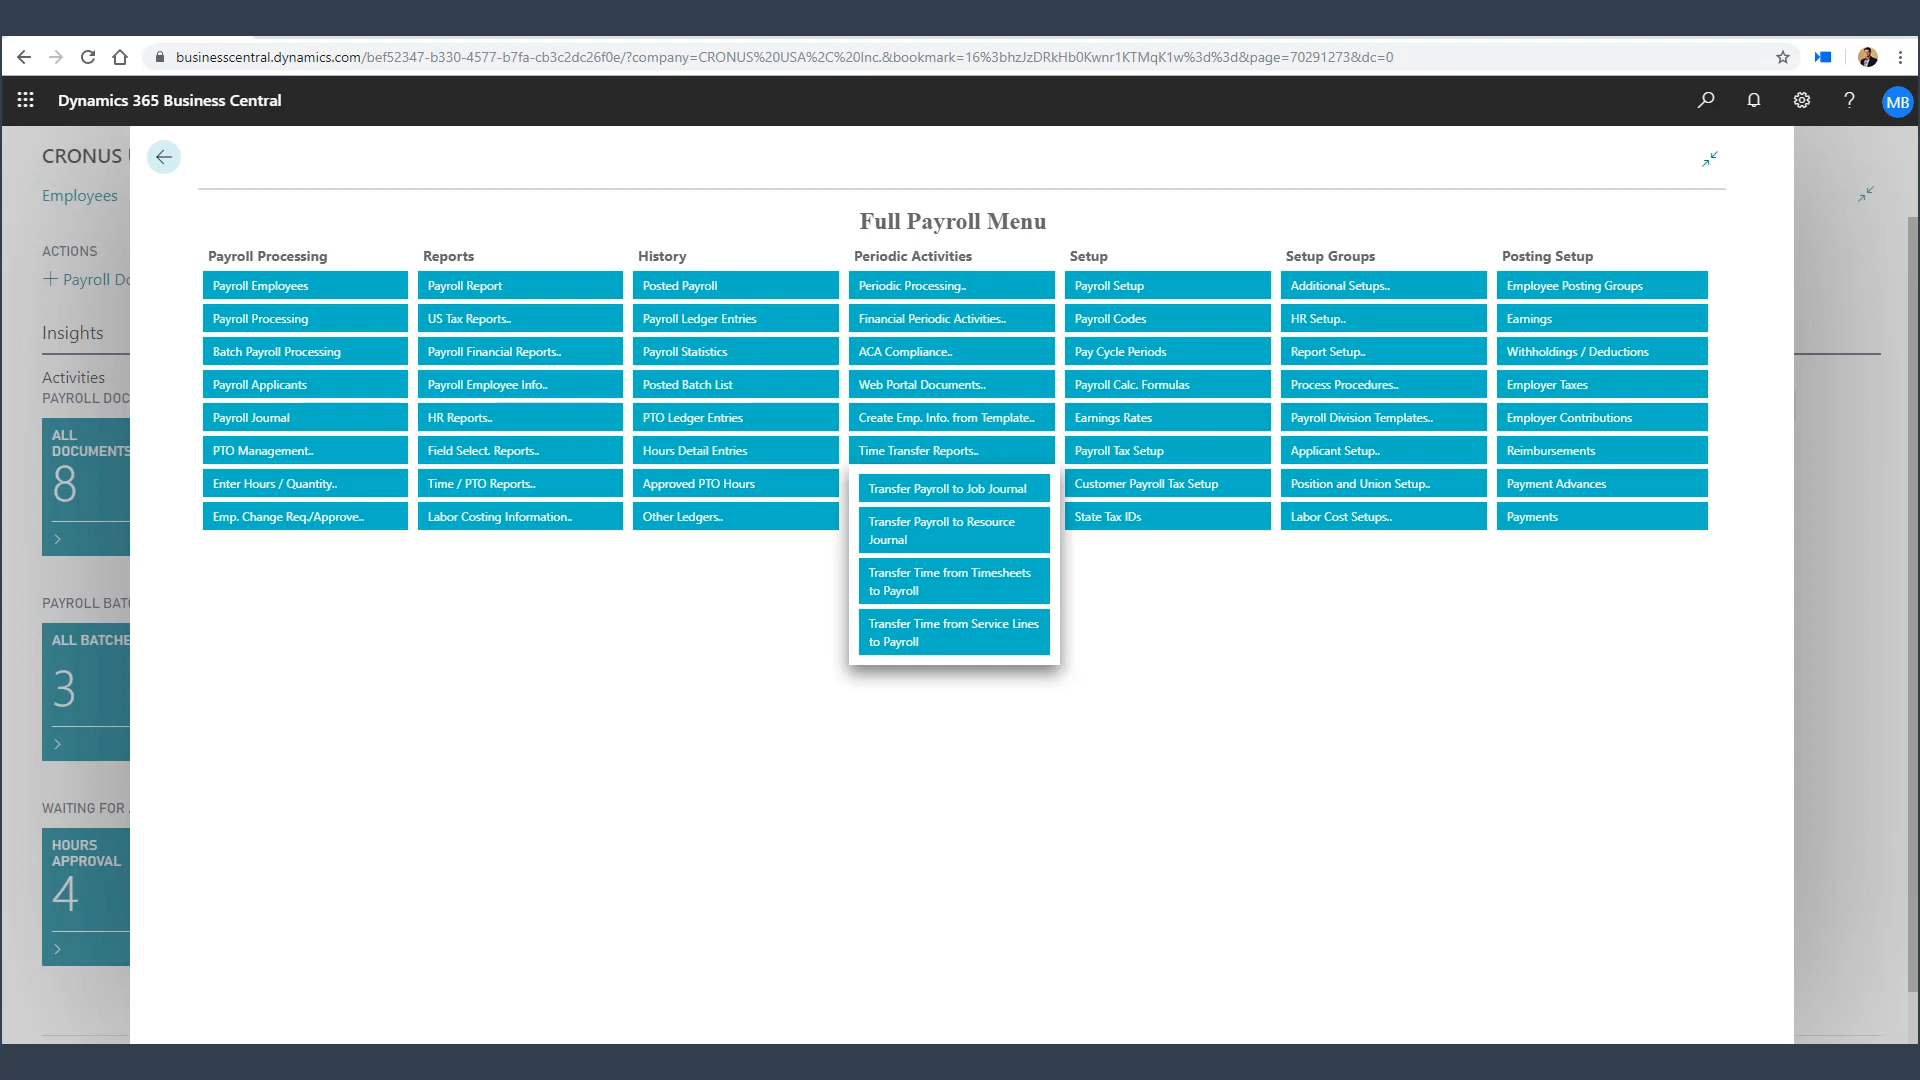 businesscentral.dynamics.com/bef52347-b330-4577-b7fa-cb3c2dc26f0e/?company=CRONUS%20USA%2C%20Inc.&bookmark=16%3bhzJzDRkHb0Kwnr1KTMqK1w%3d%3d&page=70291273&dc=0
Dynamics 365 Business Central
? MB
CRONUS
Employees
ACTIONS
+ Payroll Do
Insights
Activities
PAYROLL DOC
ALL
DOCUMENTS
8
PAYROLL BAT
ALL BATCHE
3
WAITING FOR
HOURS
APPROVAL
4
Full Payroll Menu
Payroll Processing
Payroll Employees
Payroll Processing
Batch Payroll Processing
Payroll Applicants
Payroll Journal
PTO Management..
Enter Hours / Quantity..
Emp. Change Req./Approve..
Reports
Payroll Report
US Tax Reports..
Payroll Financial Reports..
Payroll Employee Info..
HR Reports..
Field Select. Reports..
Time / PTO Reports..
Labor Costing Information..
History
Posted Payroll
Payroll Ledger Entries
Payroll Statistics
Posted Batch List
PTO Ledger Entries
Hours Detail Entries
Approved PTO Hours
Other Ledgers..
Periodic Activities
Periodic Processing..
Financial Periodic Activities..
ACA Compliance..
Web Portal Documents..
Create Emp. Info. from Template..
Time Transfer Reports..
Transfer Payroll to Job Journal
Transfer Payroll to Resource
Journal
Transfer Time from Timesheets
to Payroll
Transfer Time from Service Lines
to Payroll
Setup
Payroll Setup
Payroll Codes
Pay Cycle Periods
Payroll Calc. Formulas
Earnings Rates
Payroll Tax Setup
Customer Payroll Tax Setup
State Tax IDs
Setup Groups
Additional Setups..
HR Setup..
Report Setup..
Process Procedures..
Payroll Division Templates..
Applicant Setup..
Position and Union Setup..
Labor Cost Setups..
Posting Setup
Employee Posting Groups
Earnings
Withholdings / Deductions
Employer Taxes
Employer Contributions
Reimbursements
Payment Advances
Payments